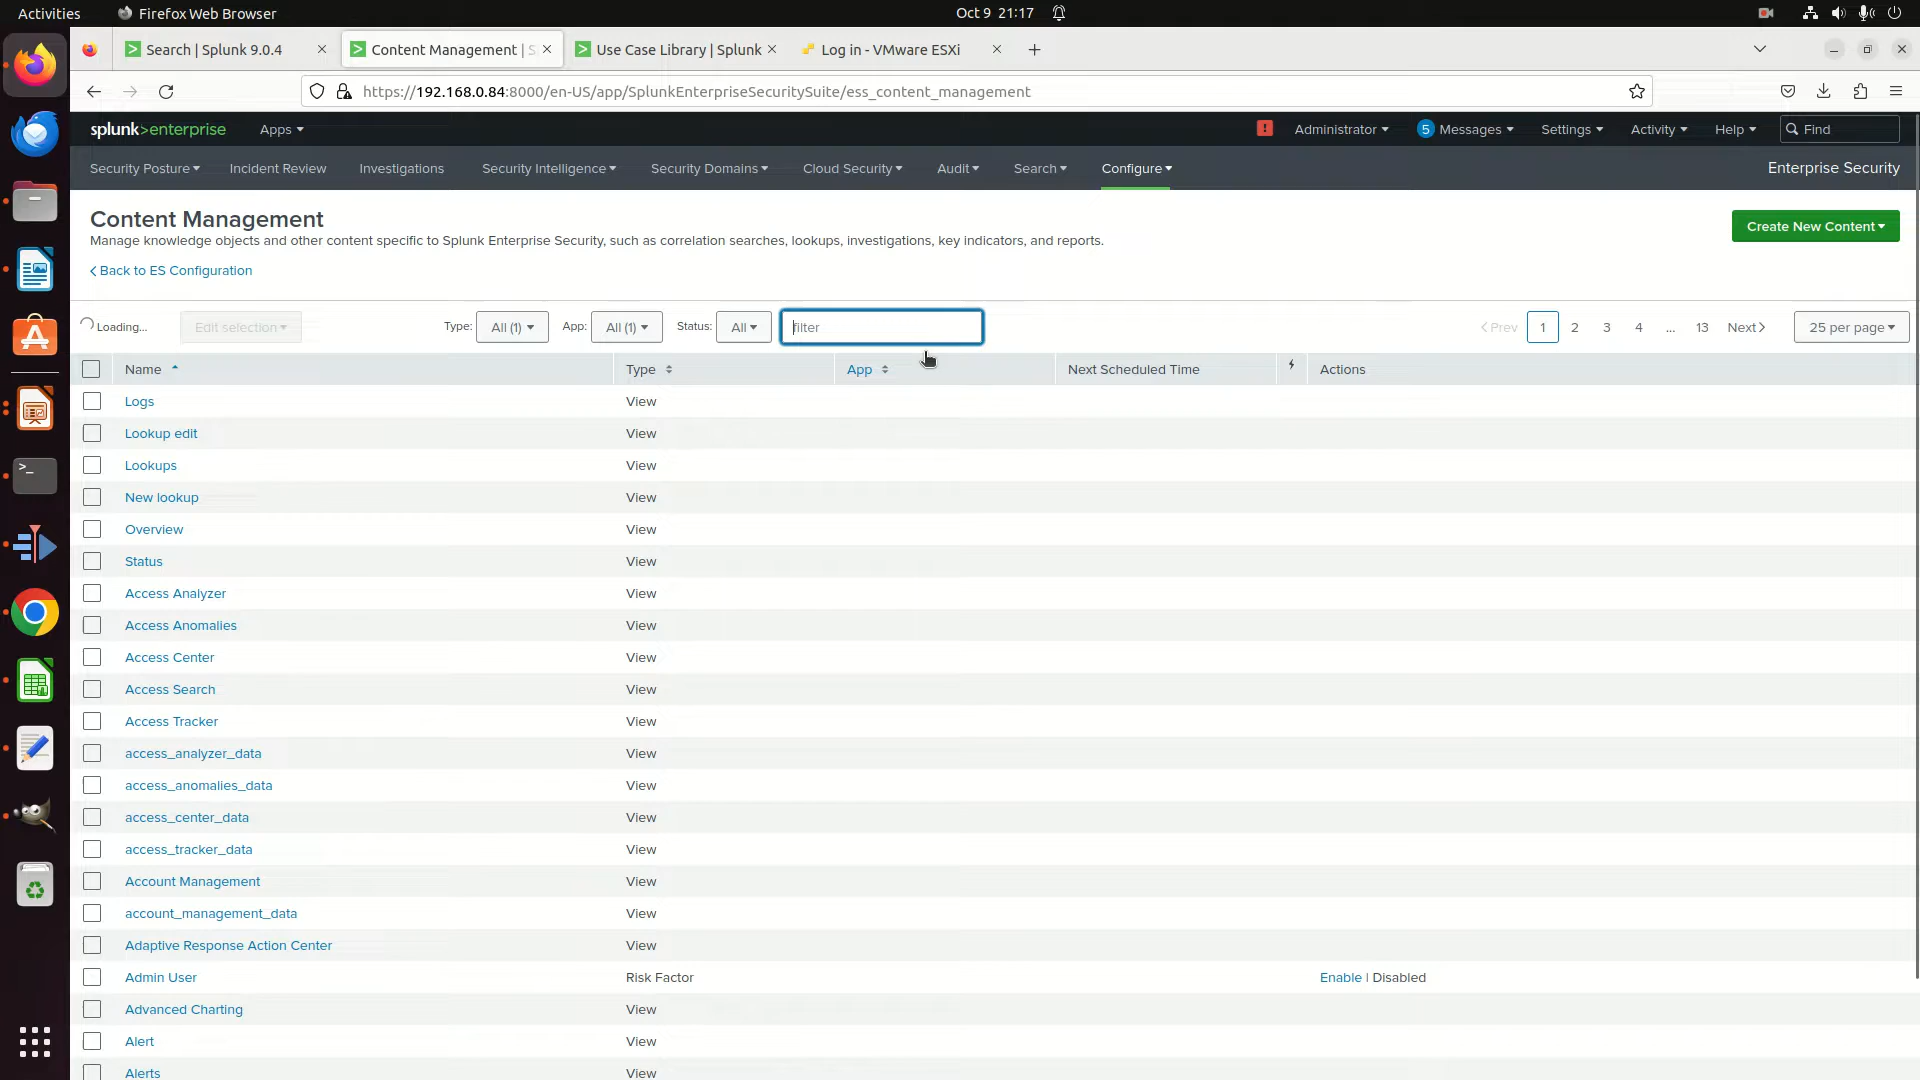 Activities Firefox Web Browser Oct 9 21:17
Search | Splunk 9.0.4 Content Management | S Use Case Library | Splunk Log in - VMware ESXi
https://192.168.0.84:8000/en-US/app/SplunkEnterpriseSecuritySuite/ess_content_management
splunk>enterprise Apps Administrator 5 Messages Settings Activity Help Find
Security Posture Incident Review Investigations Security Intelligence Security Domains Cloud Security Audit Search Configure Enterprise Security
Content Management
Manage knowledge objects and other content specific to Splunk Enterprise Security, such as correlation searches, lookups, investigations, key indicators, and reports.
Create New Content
Back to ES Configuration
Loading... Edit selection Type: All (1) App: All (1) Status: All filter Prev 1 2 3 4 ... 13 Next 25 per page
Name Type App Next Scheduled Time Actions
Logs View
Lookup edit View
Lookups View
New lookup View
Overview View
Status View
Access Analyzer View
Access Anomalies View
Access Center View
Access Search View
Access Tracker View
access_analyzer_data View
access_anomalies_data View
access_center_data View
access_tracker_data View
Account Management View
account_management_data View
Adaptive Response Action Center View
Admin User Risk Factor Enable | Disabled
Advanced Charting View
Alert View
Alerts View